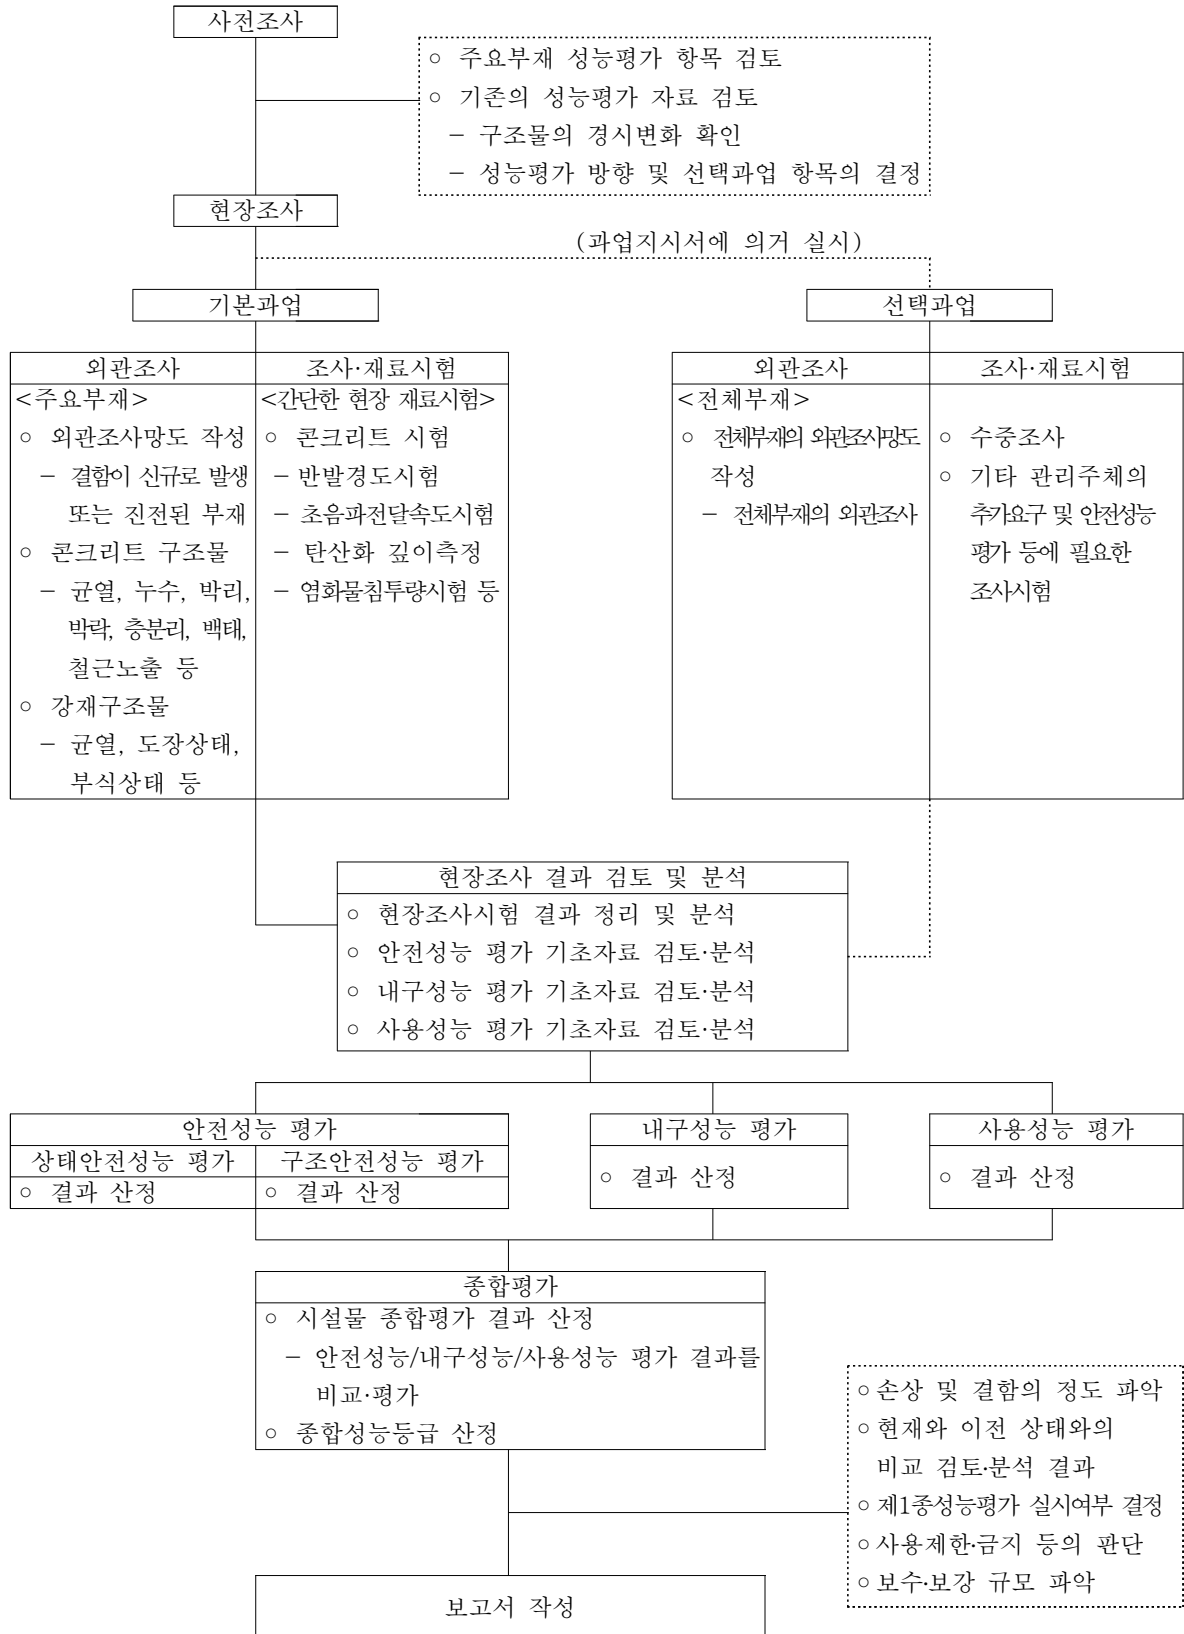 사전조사
○ 주요부재 성능평가 항목 검토
○ 기존의 성능평가 자료 검토
– 구조물의 경시변화 확인
– 성능평가 방향 및 선택과업 항목의 결정
현장조사
(과업지시서에 의거 실시)
기본과업
선택과업
외관조사
<주요부재>
○ 외관조사망도 작성
– 결함이 신규로 발생
또는 진전된 부재
○ 콘크리트 구조물
– 균열, 누수, 박리,
박락, 층분리, 백태,
철근노출 등
○ 강재구조물
– 균열, 도장상태,
부식상태 등
조사·재료시험
<간단한 현장 재료시험>
○ 콘크리트 시험
– 반발경도시험
– 초음파전달속도시험
– 탄산화 깊이측정
– 염화물침투량시험 등
외관조사
<전체부재>
○ 전체부재의 외관조사망도
작성
– 전체부재의 외관조사
조사·재료시험
○ 수중조사
○ 기타 관리주체의
추가요구 및 안전성능
평가 등에 필요한
조사시험
현장조사 결과 검토 및 분석
○ 현장조사시험 결과 정리 및 분석
○ 안전성능 평가 기초자료 검토·분석
○ 내구성능 평가 기초자료 검토·분석
○ 사용성능 평가 기초자료 검토·분석
안전성능 평가
상태안전성능 평가
○ 결과 산정
구조안전성능 평가
○ 결과 산정
내구성능 평가
○ 결과 산정
사용성능 평가
○ 결과 산정
종합평가
○ 시설물 종합평가 결과 산정
– 안전성능/내구성능/사용성능 평가 결과를
비교·평가
○ 종합성능등급 산정
○ 손상 및 결함의 정도 파악
○ 현재와 이전 상태와의
비교 검토·분석 결과
○ 제1종성능평가 실시여부 결정
○ 사용제한·금지 등의 판단
○ 보수·보강 규모 파악
보고서 작성